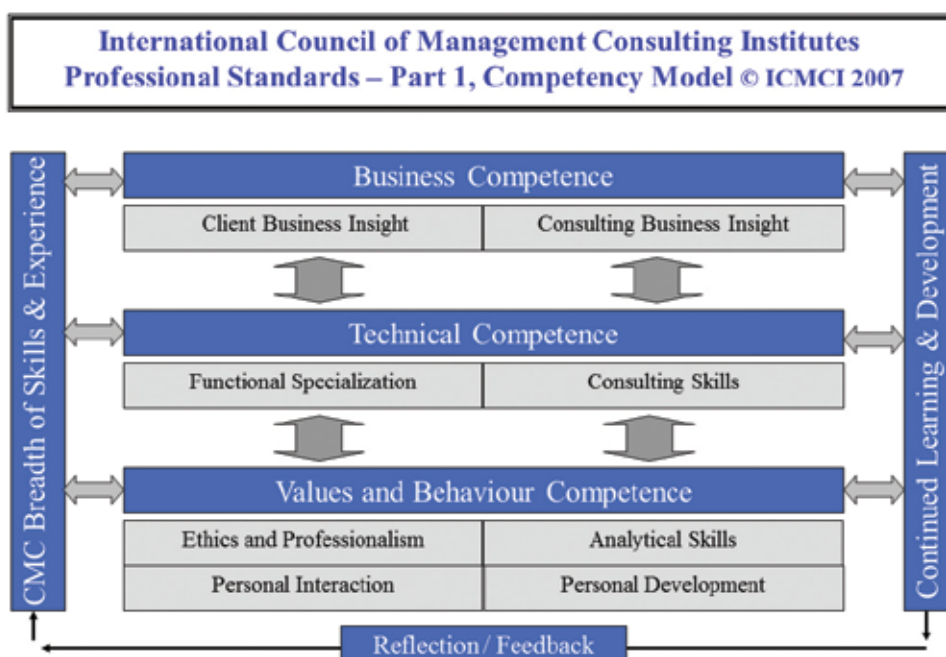 International Council of Management Consulting Institutes
Professional Standards – Part 1, Competency Model © ICMCI 2007
CMC Breadth of Skills & Experience
Business Competence
Client Business Insight
Consulting Business Insight
Technical Competence
Functional Specialization
Consulting Skills
Values and Behaviour Competence
Ethics and Professionalism
Analytical Skills
Personal Interaction
Personal Development
Continued Learning & Development
Reflection / Feedback